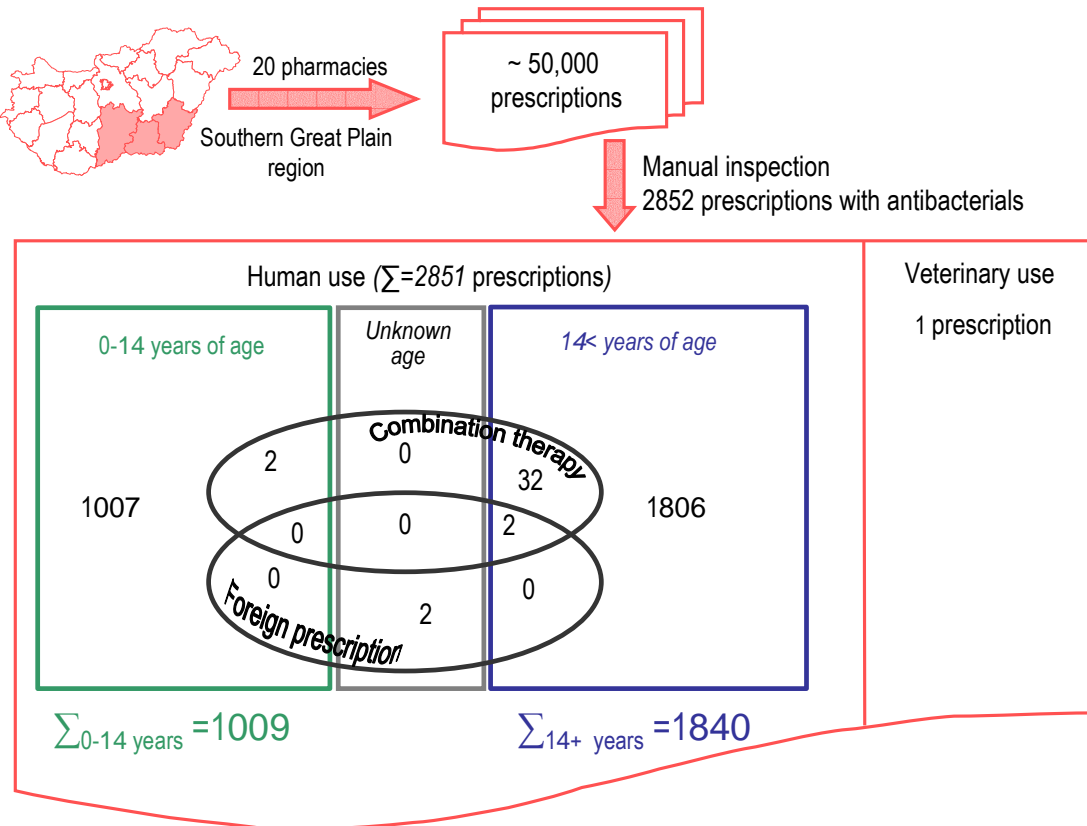 20 pharmacies
Southern Great Plain
region
~ 50,000
prescriptions
Manual inspection
2852 prescriptions with antibacterials
Human use (∑=2851 prescriptions)
Veterinary use
1 prescription
0-14 years of age
Unknown
age
14< years of age
Combination therapy
2
0
32
1007
1806
0
0
2
0
2
0
Foreign prescription
∑0-14 years =1009
∑14+ years =1840